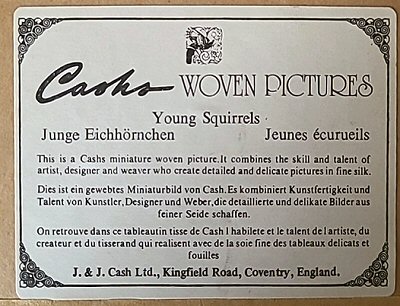 Cashs WOVEN PICTURES
Young Squirrels
Junge Eichhörnchen Jeunes écurueils
This is a Cashs miniature woven picture.It combines the skill and talent of
artist, designer and weaver who create detailed and delicate pictures in fine silk.
Dies ist ein gewebtes Miniaturbild von Cash.Es kombiniert Kunstfertigkeit und
Talent von Kunstler,Designer und Weber,die detaillierte und delikate Bilder aus
feiner Seide schaffen.
On retrouve dans ce tableautin tisse de Cash l habilete et le talent de lartiste, du
createur et du tisserand qui realisent avec de la soie fine des tableaux delicats et
fouilles
J. & J. Cash Ltd., Kingfield Road, Coventry, England.